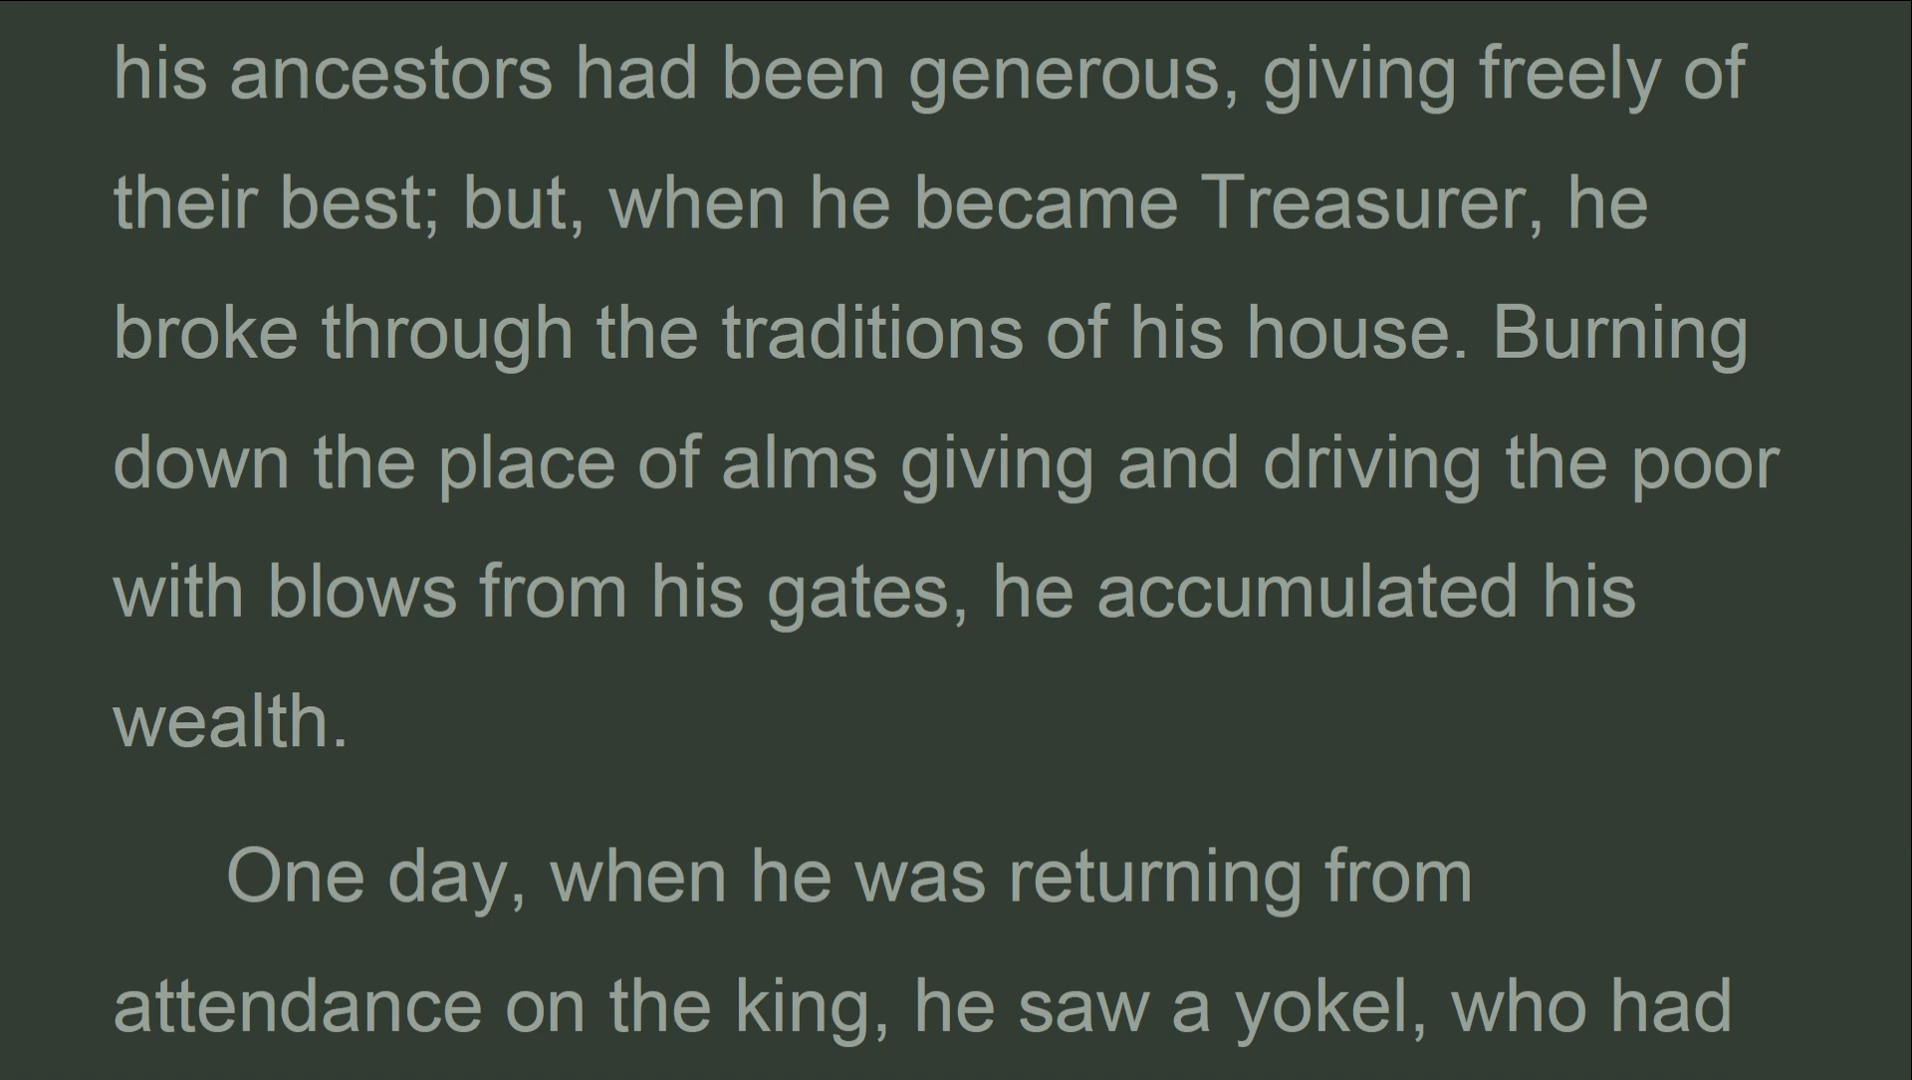 his ancestors had been generous, giving freely of
their best; but, when he became Treasurer, he
broke through the traditions of his house. Burning
down the place of alms giving and driving the poor
with blows from his gates, he accumulated his
wealth.
One day, when he was returning from
attendance on the king, he saw a yokel, who had